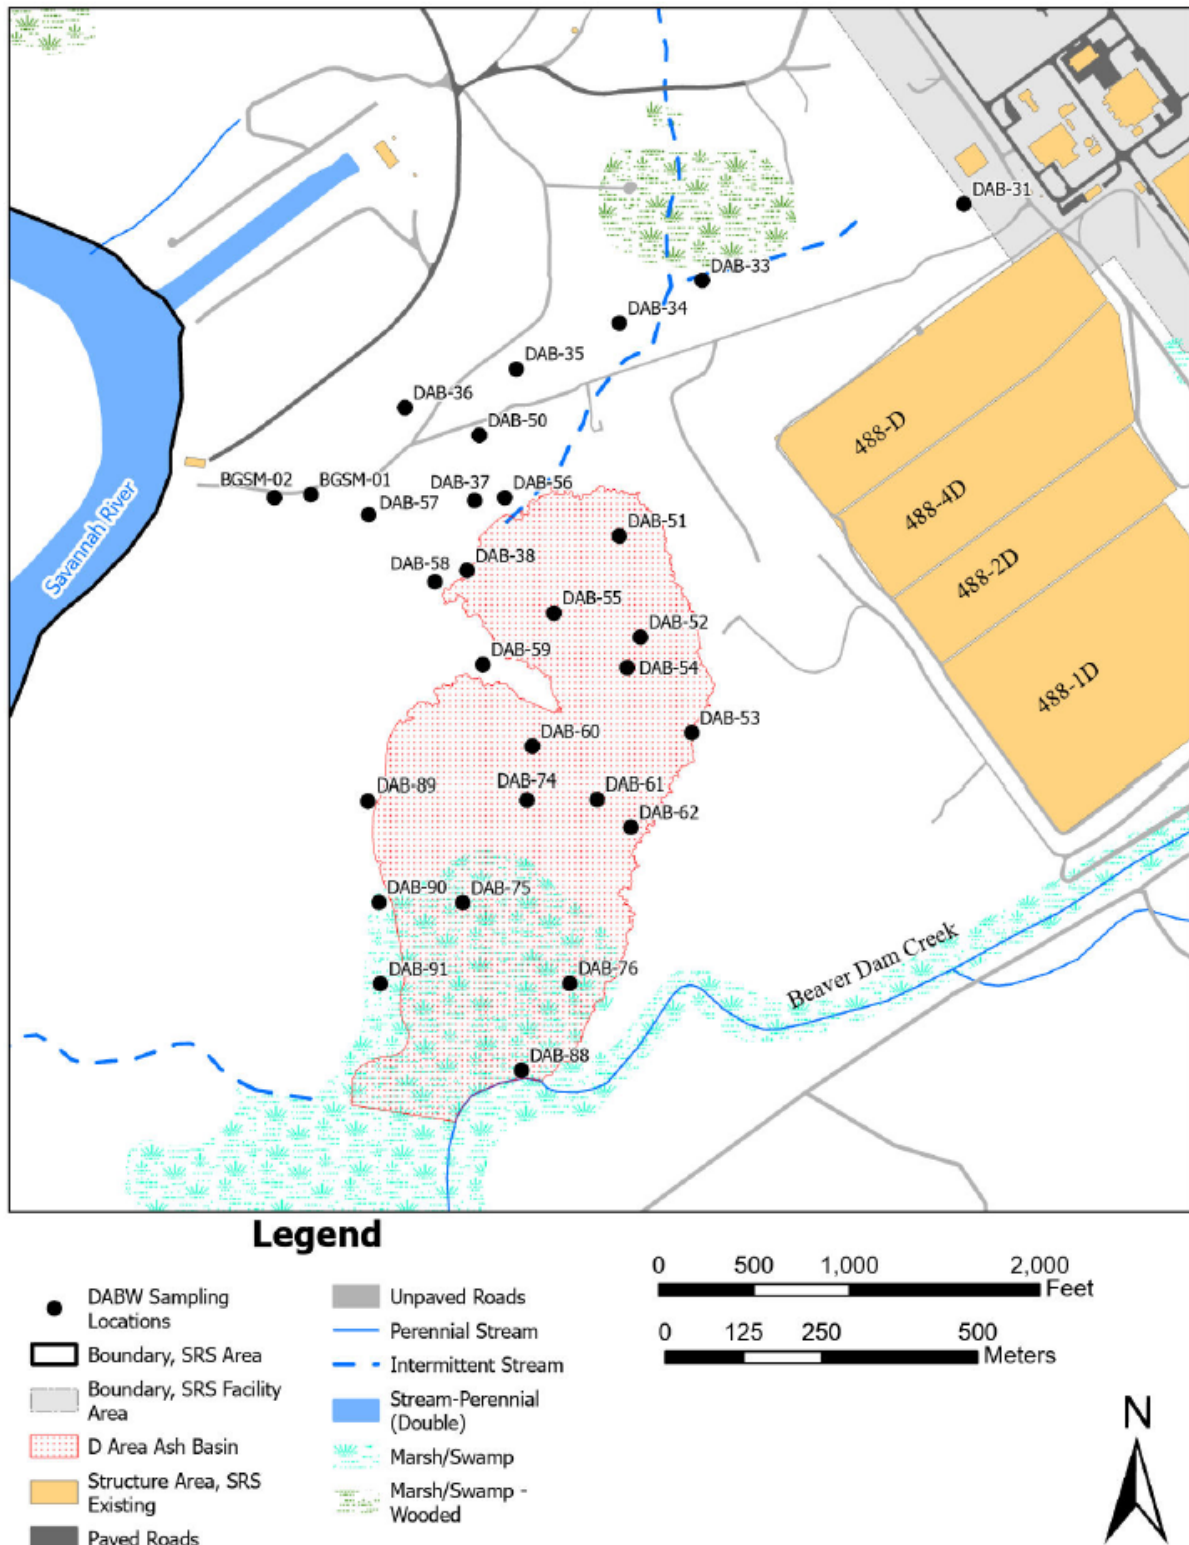 DAB-31
DAB-33
DAB-34
DAB-35
DAB-36
DAB-50
488-D
BGSM-02
BGSM-01
DAB-37
DAB-56
DAB-57
488-4D
DAB-51
Savannah River
DAB-38
DAB-58
488-2D
DAB-55
DAB-52
DAB-59
DAB-54
488-1D
DAB-53
DAB-60
DAB-89
DAB-74
DAB-61
DAB-62
DAB-90
DAB-75
Beaver Dam Creek
DAB-91
DAB-76
DAB-88
Legend
DABW Sampling
Locations
Boundary, SRS Area
Boundary, SRS Facility
Area
D Area Ash Basin
Structure Area, SRS
Existing
Paved Roads
Unpaved Roads
Perennial Stream
Intermittent Stream
Stream-Perennial
(Double)
Marsh/Swamp
Marsh/Swamp -
Wooded
0 500 1,000 2,000
Feet
0 125 250 500
Meters
N